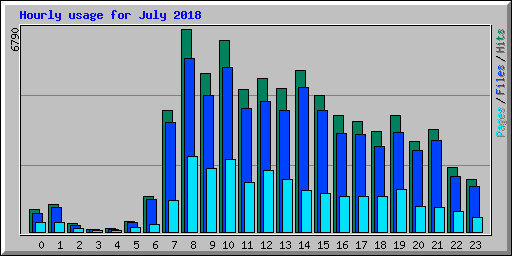 Hourly usage for July 2018
6790
Pages/Files/Hits
0 1 2 3 4 5 6 7 8 9 10 11 12 13 14 15 16 17 18 19 20 21 22 23